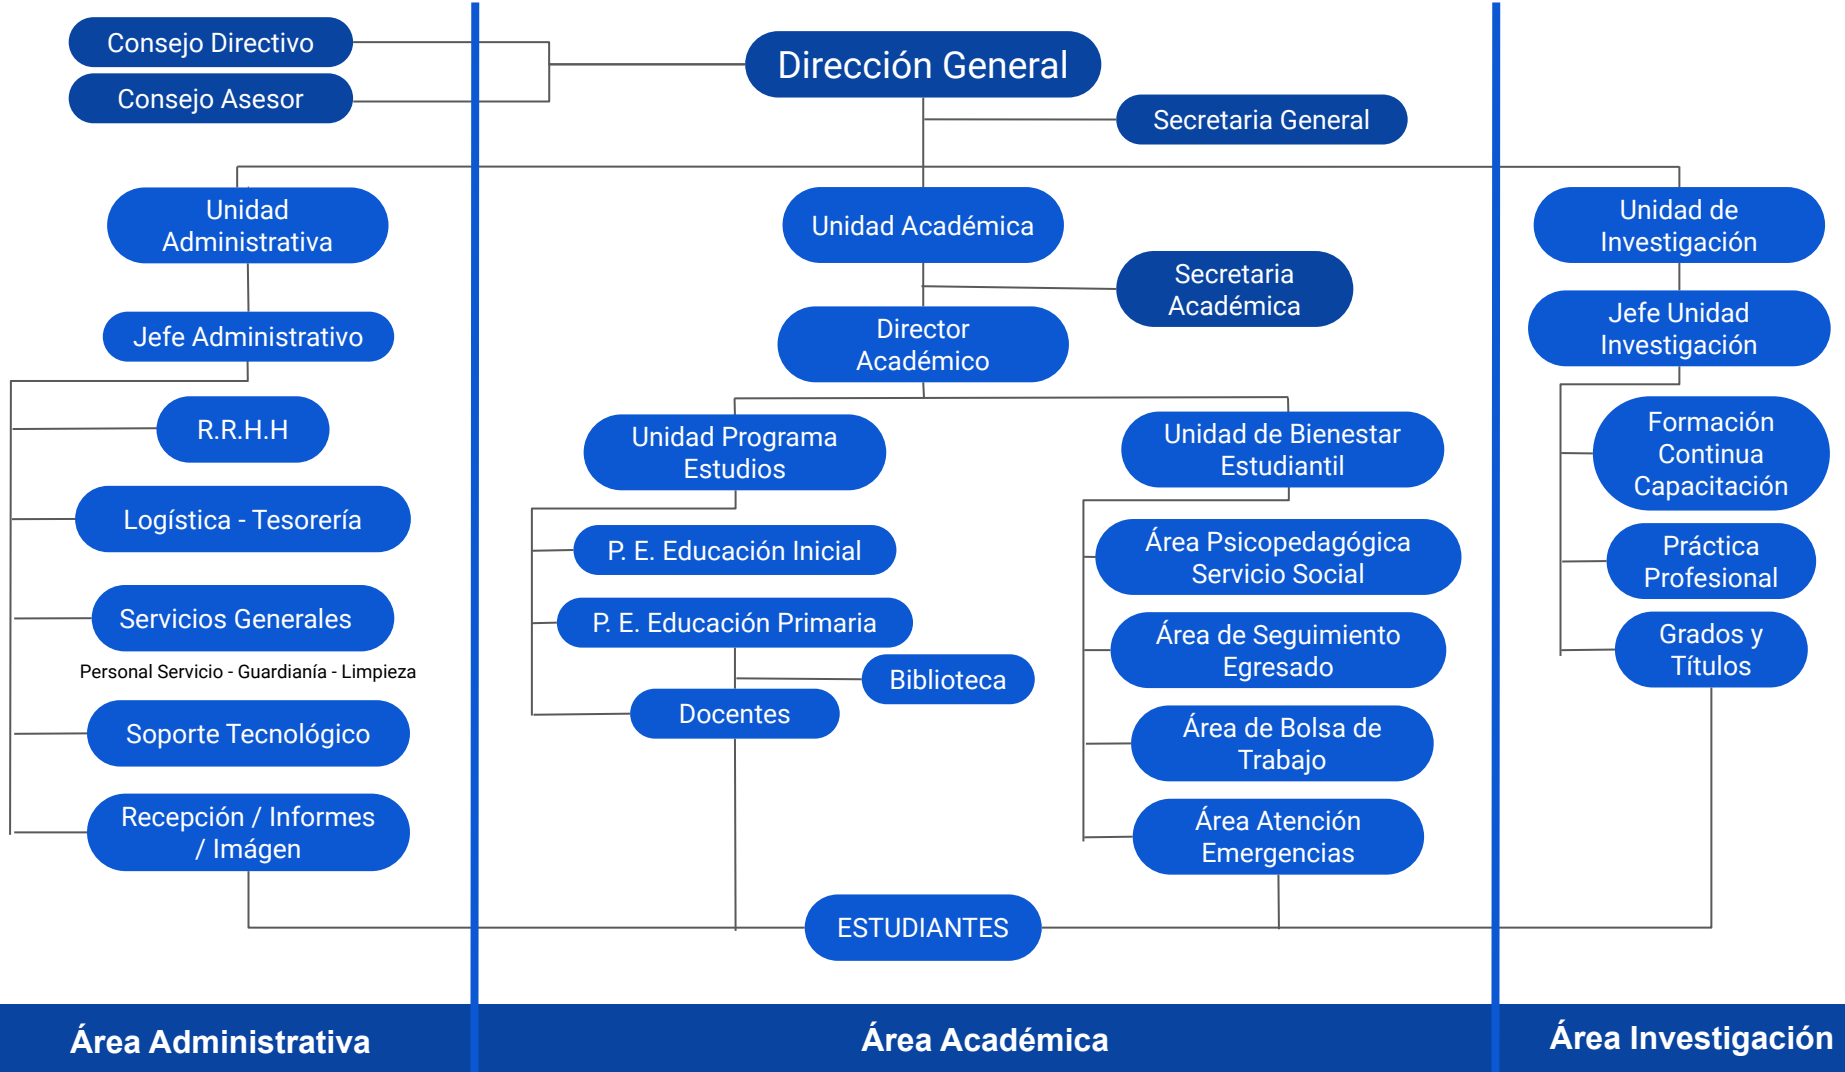 Consejo Directivo
Consejo Asesor
Dirección General
Secretaria General
Unidad
Administrativa
Jefe Administrativo
R.R.H.H
Logística - Tesorería
Servicios Generales
Personal Servicio - Guardianía - Limpieza
Soporte Tecnológico
Recepción / Informes
/ Imágen
Unidad Académica
Secretaria
Académica
Director
Académico
Unidad Programa
Estudios
P. E. Educación Inicial
P. E. Educación Primaria
Biblioteca
Docentes
Unidad de Bienestar
Estudiantil
Área Psicopedagógica
Servicio Social
Área de Seguimiento
Egresado
Área de Bolsa de
Trabajo
Área Atención
Emergencias
Unidad de
Investigación
Jefe Unidad
Investigación
Formación
Continua
Capacitación
Práctica
Profesional
Grados y
Títulos
ESTUDIANTES
Área Administrativa
Área Académica
Área Investigación